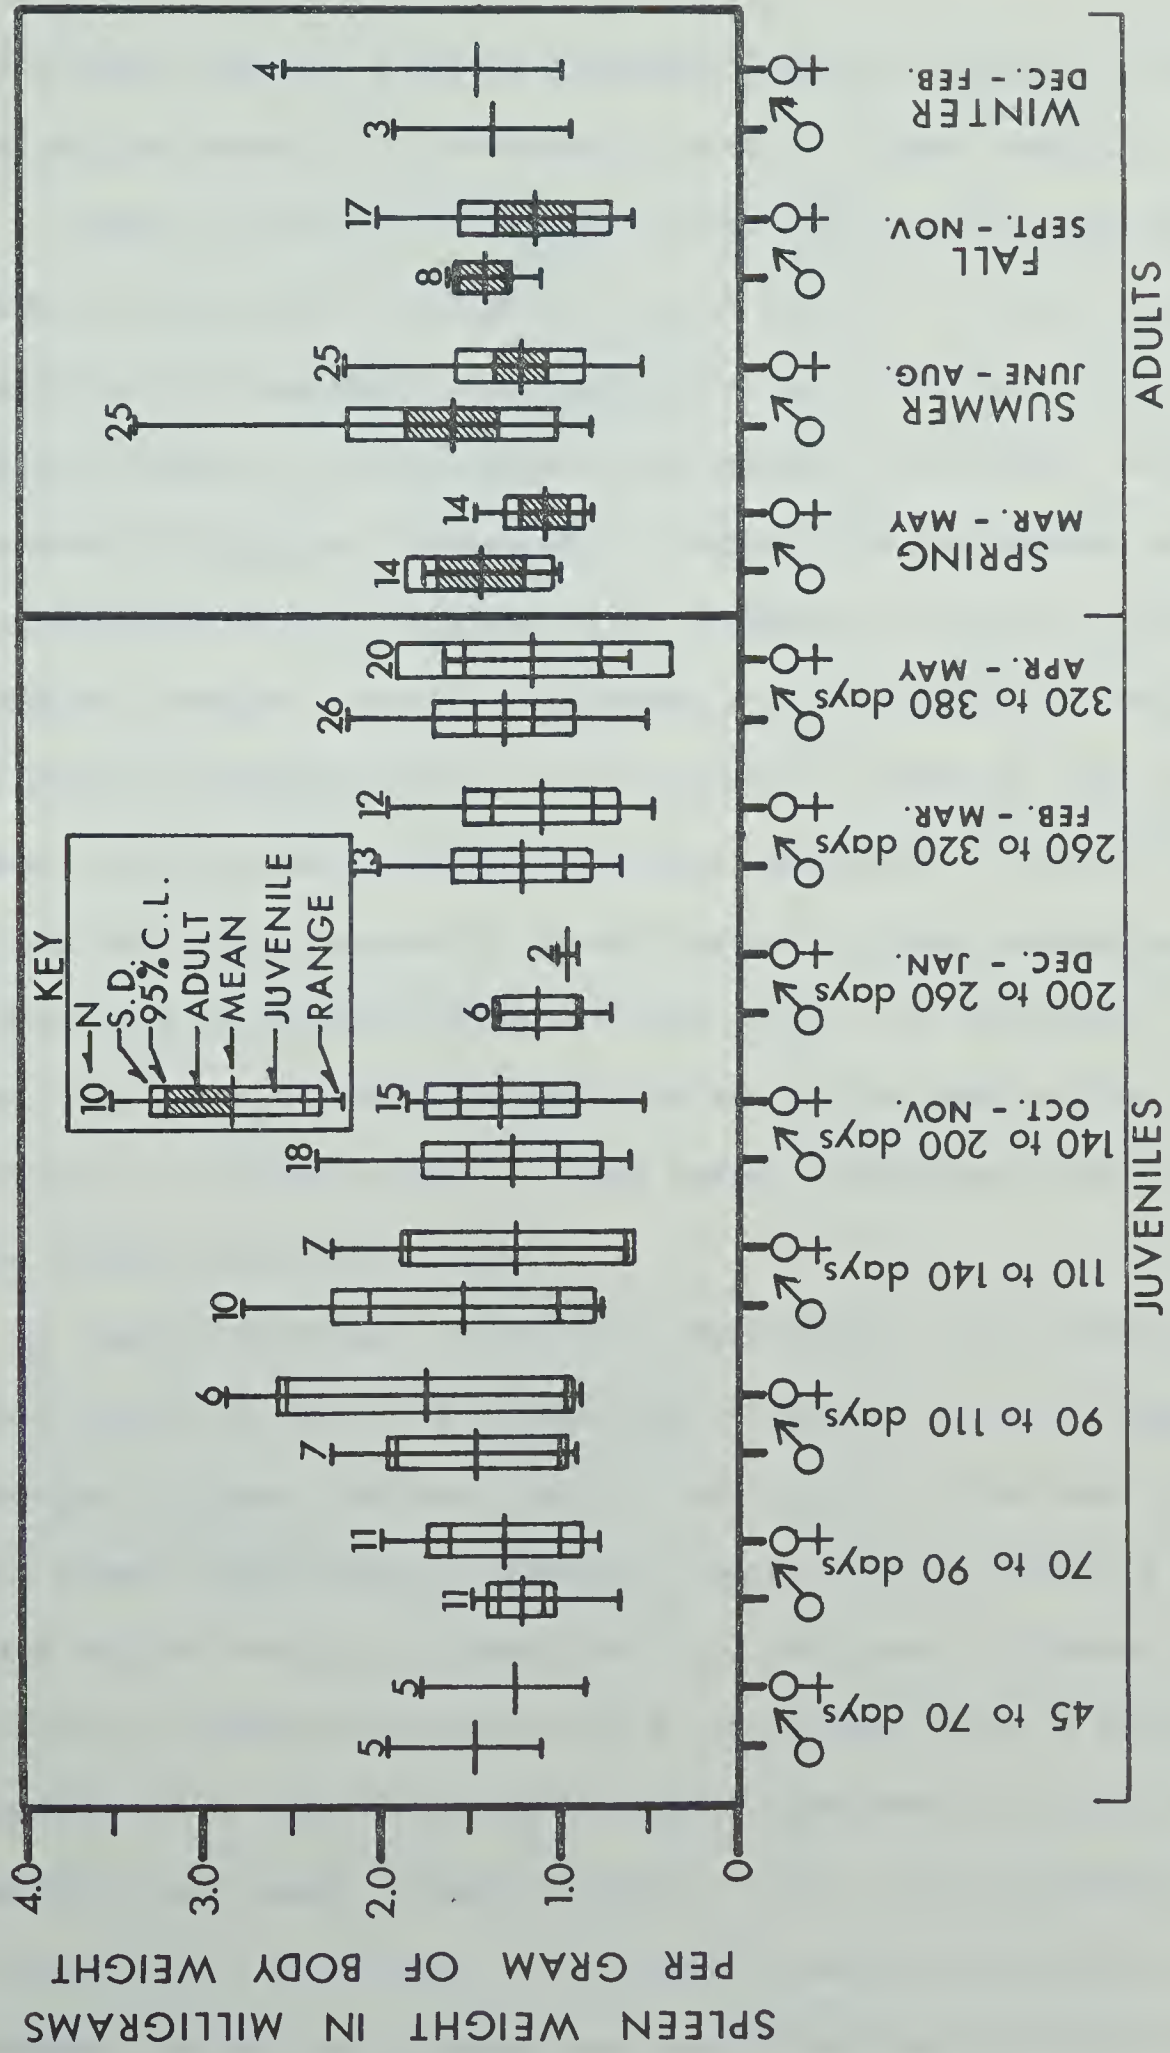 SPLEEN WEIGHT IN MILLIGRAMS
PER GRAM OF BODY WEIGHT
4.0
3.0
2.0
1.0
0
KEY
10 N
S.D.
95% C.L.
ADULT
MEAN
JUVENILE
RANGE
5 5 11 11 7 6 10 7 18 15 6 2 13 12 26 20 14 14 25 25 8 17 3 4
♂ ♀ ♂ ♀ ♂ ♀ ♂ ♀ ♂ ♀ ♂ ♀ ♂ ♀ ♂ ♀ ♂ ♀ ♂ ♀ ♂ ♀ ♂ ♀
45 to 70 days
70 to 90 days
90 to 110 days
110 to 140 days
OCT. - NOV.
140 to 200 days
DEC. - JAN.
200 to 260 days
FEB. - MAR.
260 to 320 days
APR. - MAY
320 to 380 days
MAR. - MAY
SPRING
JUNE - AUG.
SUMMER
SEPT. - NOV.
FALL
DEC. - FEB.
WINTER
JUVENILES
ADULTS